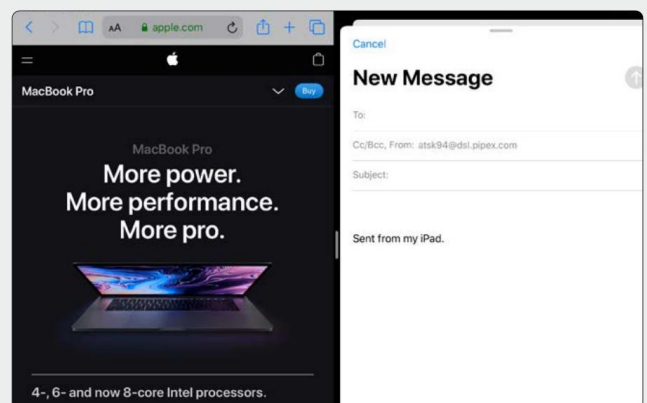 AA apple.com
MacBook Pro
Buy
MacBook Pro
More power.
More performance.
More pro.
4-, 6- and now 8-core Intel processors.
Cancel
New Message
To:
Cc/Bcc, From: atsk94@dsl.pipex.com
Subject:
Sent from my iPad.